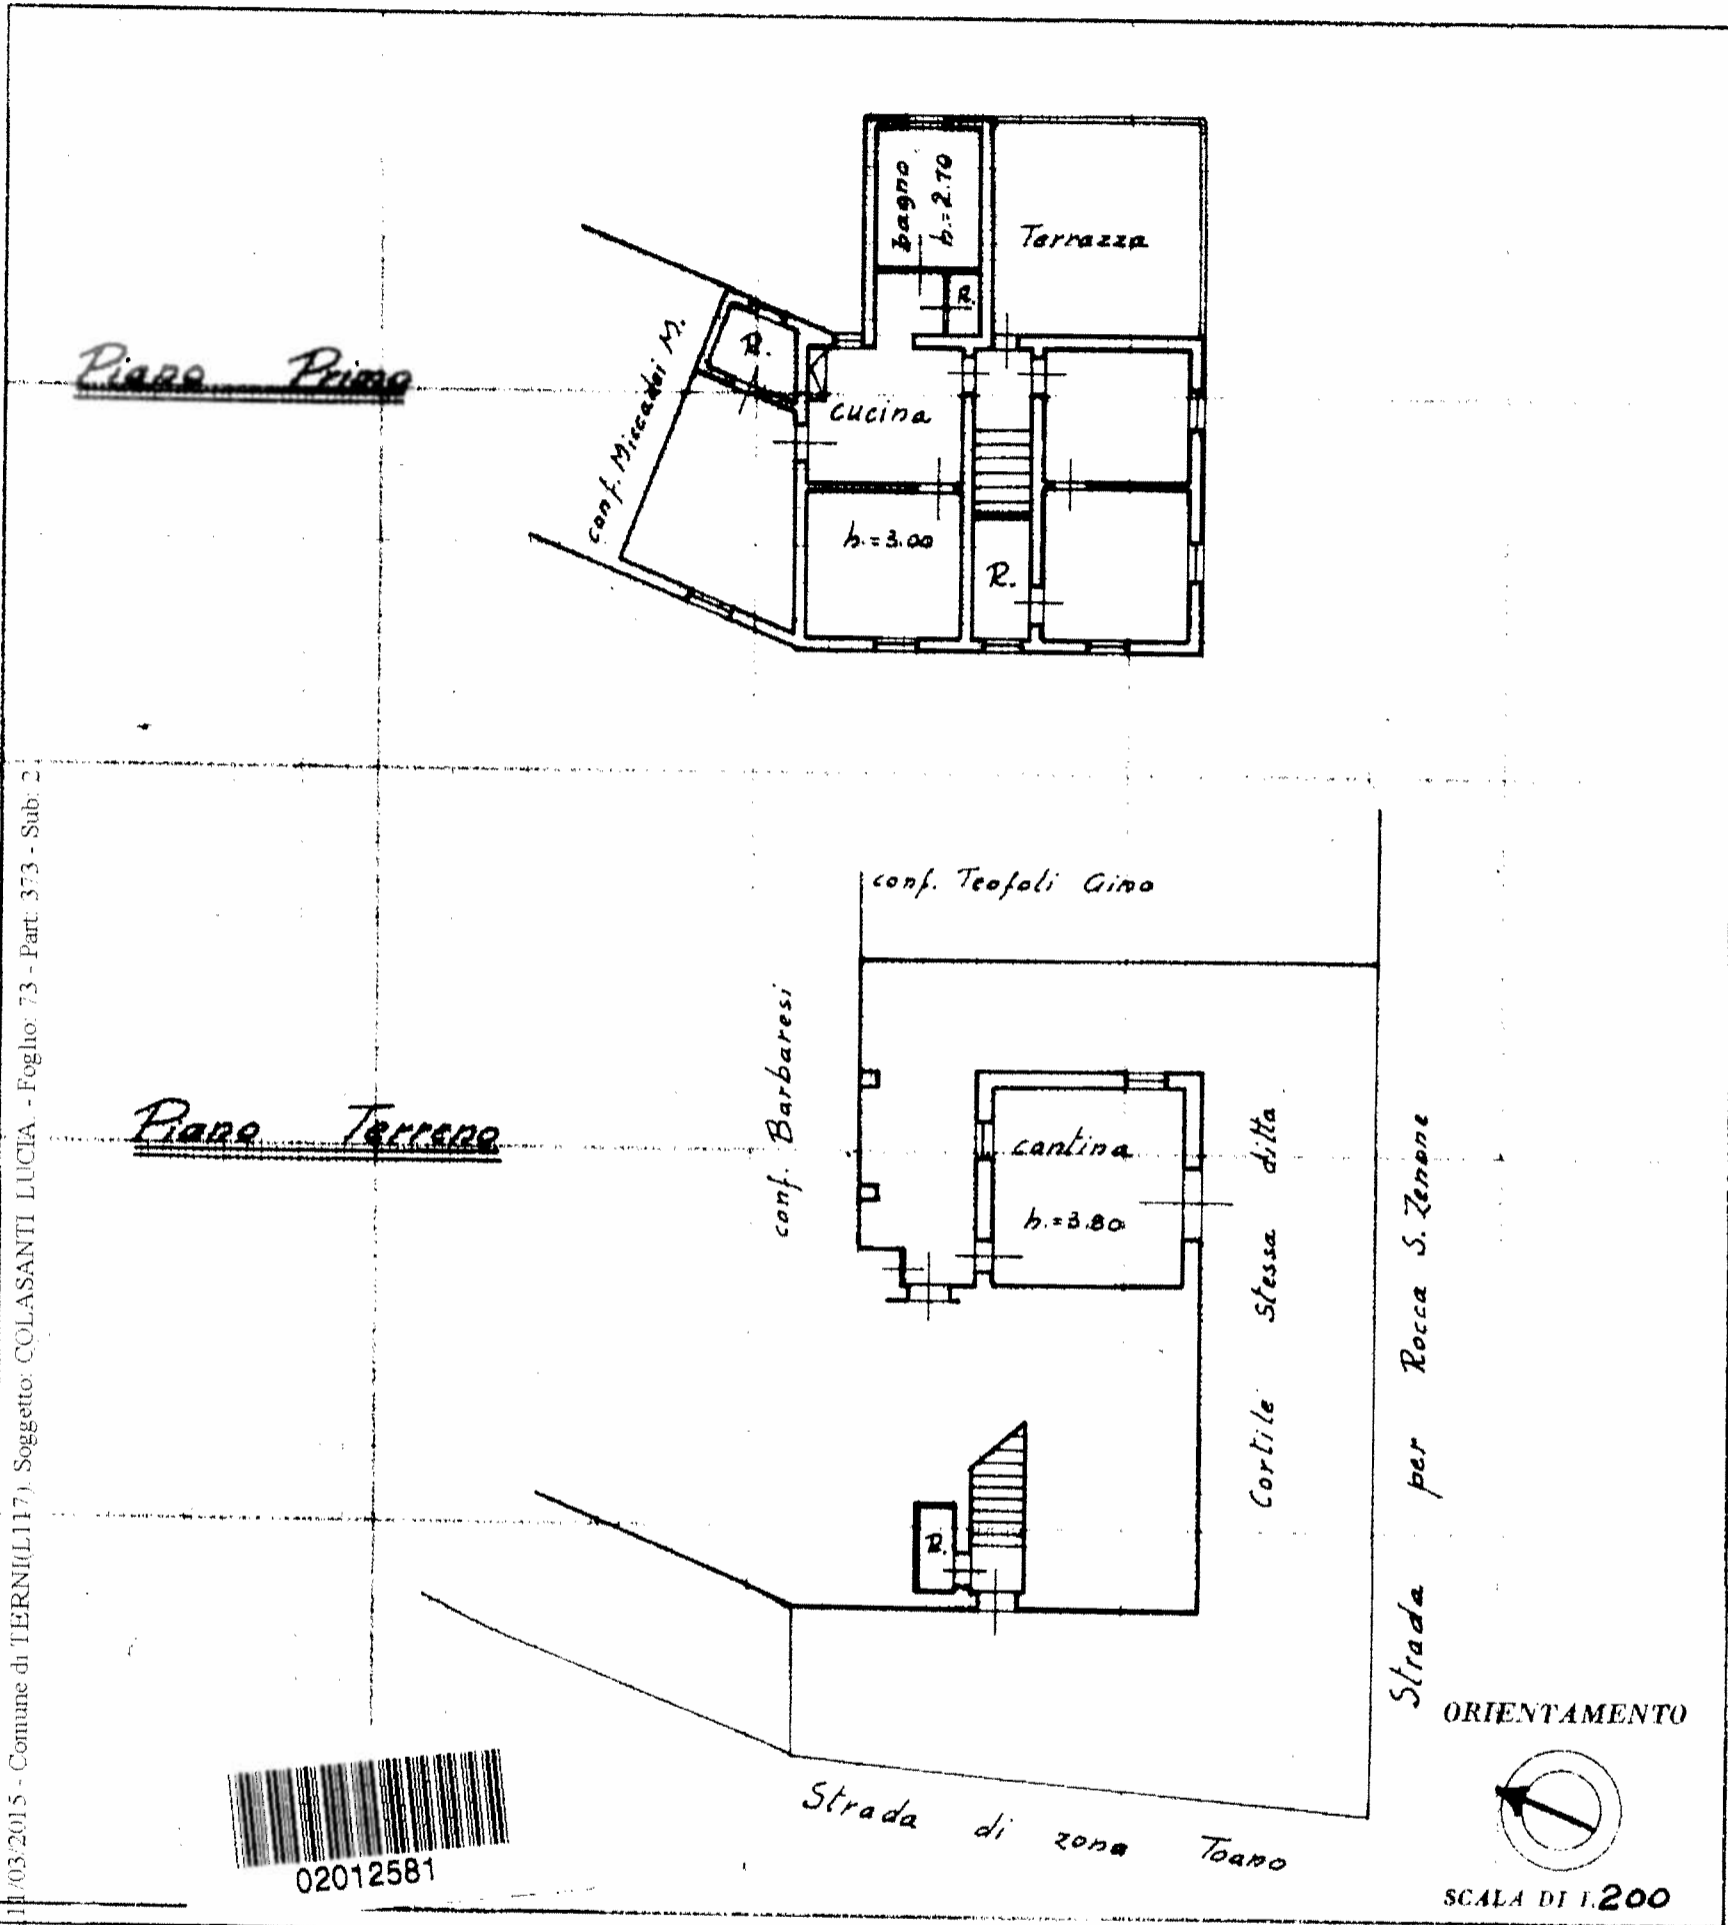 bagno
h.=2.70
Terrazza
R.
R.
conf. Miscadei M.
Piano Primo
cucina
h.=3.00
R.
11/03/2015 - Comune di TERNI(L117). Soggetto: COLASANTI LUCIA - Foglio: 73 - Part: 373 - Sub: 2
conf. Teofoli Gino
conf. Barbaresi
Piano Terreno
cantina
h.=3.80
Cortile stessa ditta
Strada per Rocca S. Zenone
R.
ORIENTAMENTO
Strada di zona Toano
02012581
SCALA DI 1.200